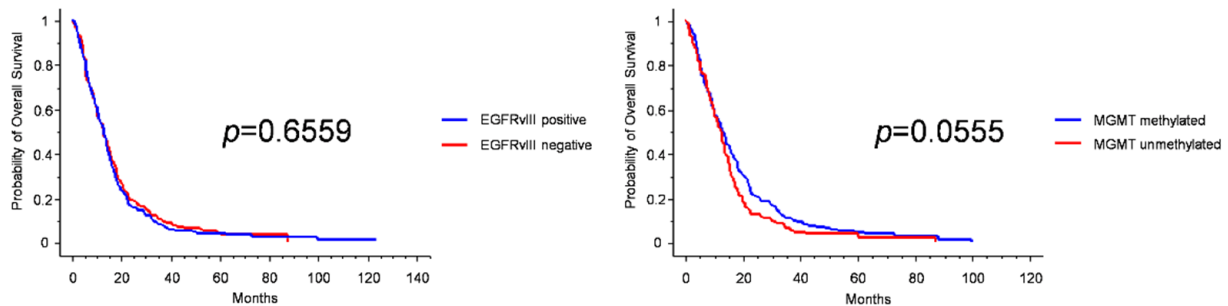 Probability of Overall Survival
1
0.8
0.6
0.4
0.2
0
p=0.6559
EGFRvIII positive
EGFRvIII negative
0 20 40 60 80 100 120 140
Months
Probability of Overall Survival
1
0.8
0.6
0.4
0.2
0
p=0.0555
MGMT methylated
MGMT unmethylated
0 20 40 60 80 100 120
Months